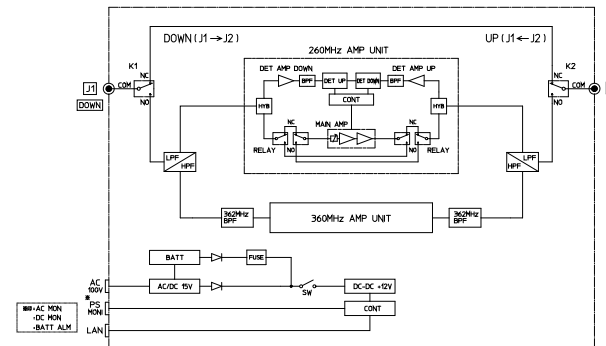 DOWN(J1→J2)
UP(J1←J2)
260MHz AMP UNIT
K1
K2
DET AMP DOWN
DET AMP UP
NC
NC
J1
COM
COM
BPF
DET UP
DET DOWN
BPF
DOWN
NO
NO
CONT
HYB
HYB
MAIN AMP
NC
NC
RELAY
NO
NO
RELAY
LPF
HPF
LPF
HPF
362MHz
BPF
360MHz AMP UNIT
362MHz
BPF
BATT
FUSE
AC
100V
AC/DC 15V
SW
DC-DC +12V
※
PS
MONI
CONT
LAN
・AC MON
・DC MON
・BATT ALM